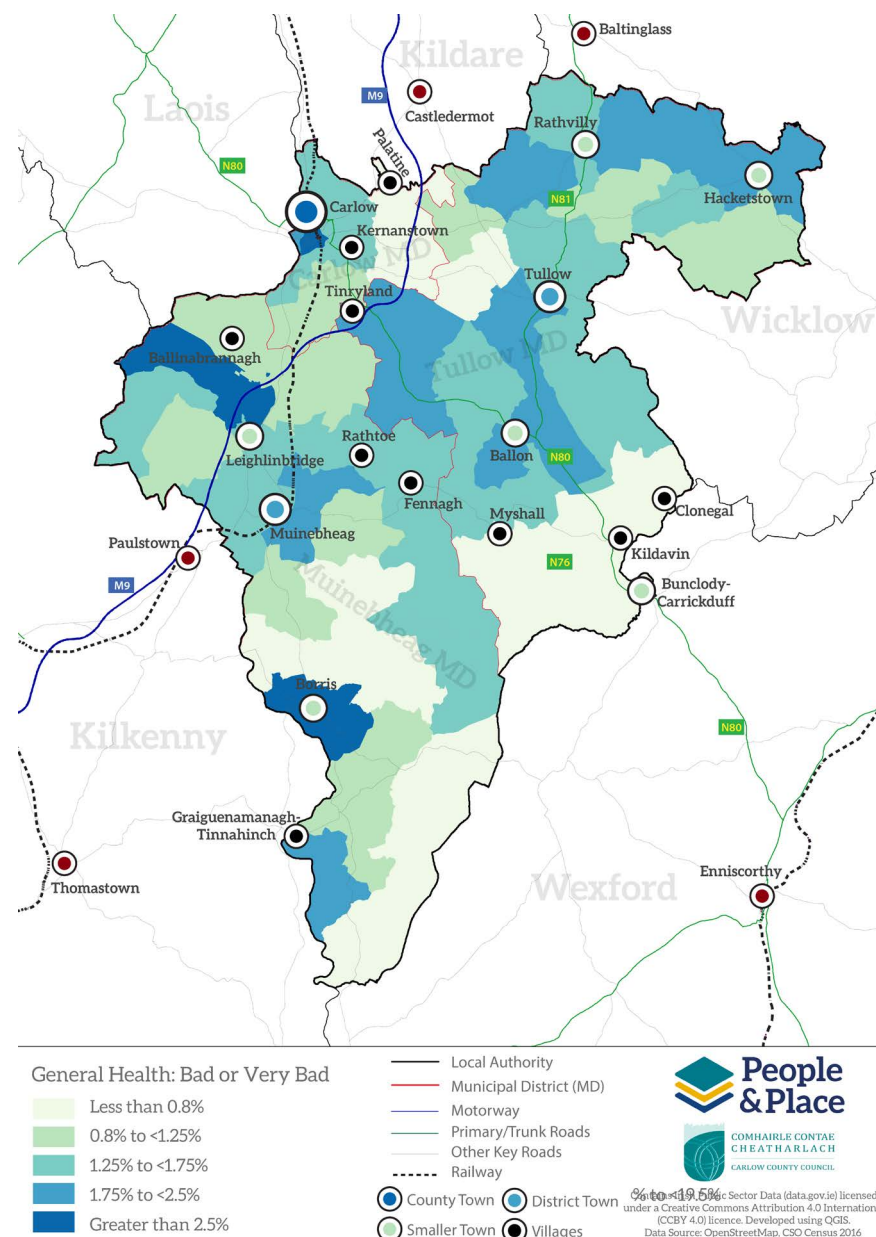 Baltinglass
Kildare
M9
Laois
Castledermot
Rathvilly
Palatine
N80
Hacketstown
N81
Carlow
Kernanstown
Carlow MD
Tullow
Tinryland
Wicklow
Ballinabrannagh
Tullow MD
Rathtoe
Leighlinbridge
Ballon
N80
Fennagh
Clonegal
Myshall
Muinebheag
Paulstown
Kildavin
N76
M9
Bunclody-
Carrickduff
Muinebheag MD
Borris
Kilkenny
N80
Graiguenamanagh-
Tinnahinch
Enniscorthy
Thomastown
Wexford
General Health: Bad or Very Bad
Less than 0.8%
0.8% to <1.25%
1.25% to <1.75%
1.75% to <2.5%
Greater than 2.5%
Local Authority
Municipal District (MD)
Motorway
Primary/Trunk Roads
Other Key Roads
Railway
County Town
District Town
Smaller Town
Villages
People
&Place
COMHAIRLE CONTAE
CHEATHARLACH
CARLOW COUNTY COUNCIL
% to <19.5%
Sector Data (data.gov.ie) licensed
under a Creative Commons Attribution 4.0 Internation
(CCBY 4.0) licence. Developed using QGIS.
Data Source: OpenStreetMap, CSO Census 2016